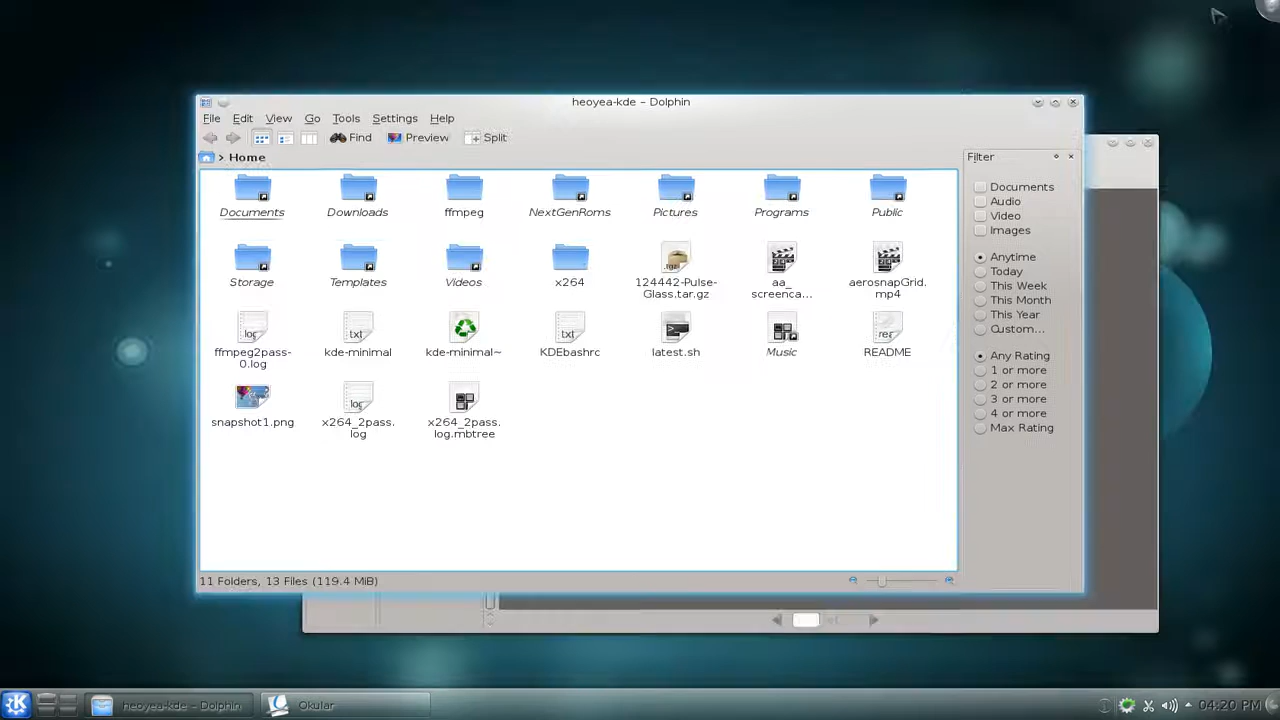 heoyea-kde – Dolphin
File Edit View Go Tools Settings Help
Find Preview Split
> Home
Filter
Documents
Audio
Video
Images
Anytime
Today
This Week
This Month
This Year
Custom...
Any Rating
1 or more
2 or more
3 or more
4 or more
Max Rating
Documents Downloads ffmpeg NextGenRoms Pictures Programs Public
Storage Templates Videos x264 124442-Pulse- aa_ aerosnapGrid.
Glass.tar.gz screenca... mp4
ffmpeg2pass- kde-minimal kde-minimal~ KDEbashrc latest.sh Music README
0.log
snapshot1.png x264_2pass. x264_2pass.
log log.mbtree
11 Folders, 13 Files (119.4 MiB)
heoyea-kde – Dolphin Okular 04:20 PM